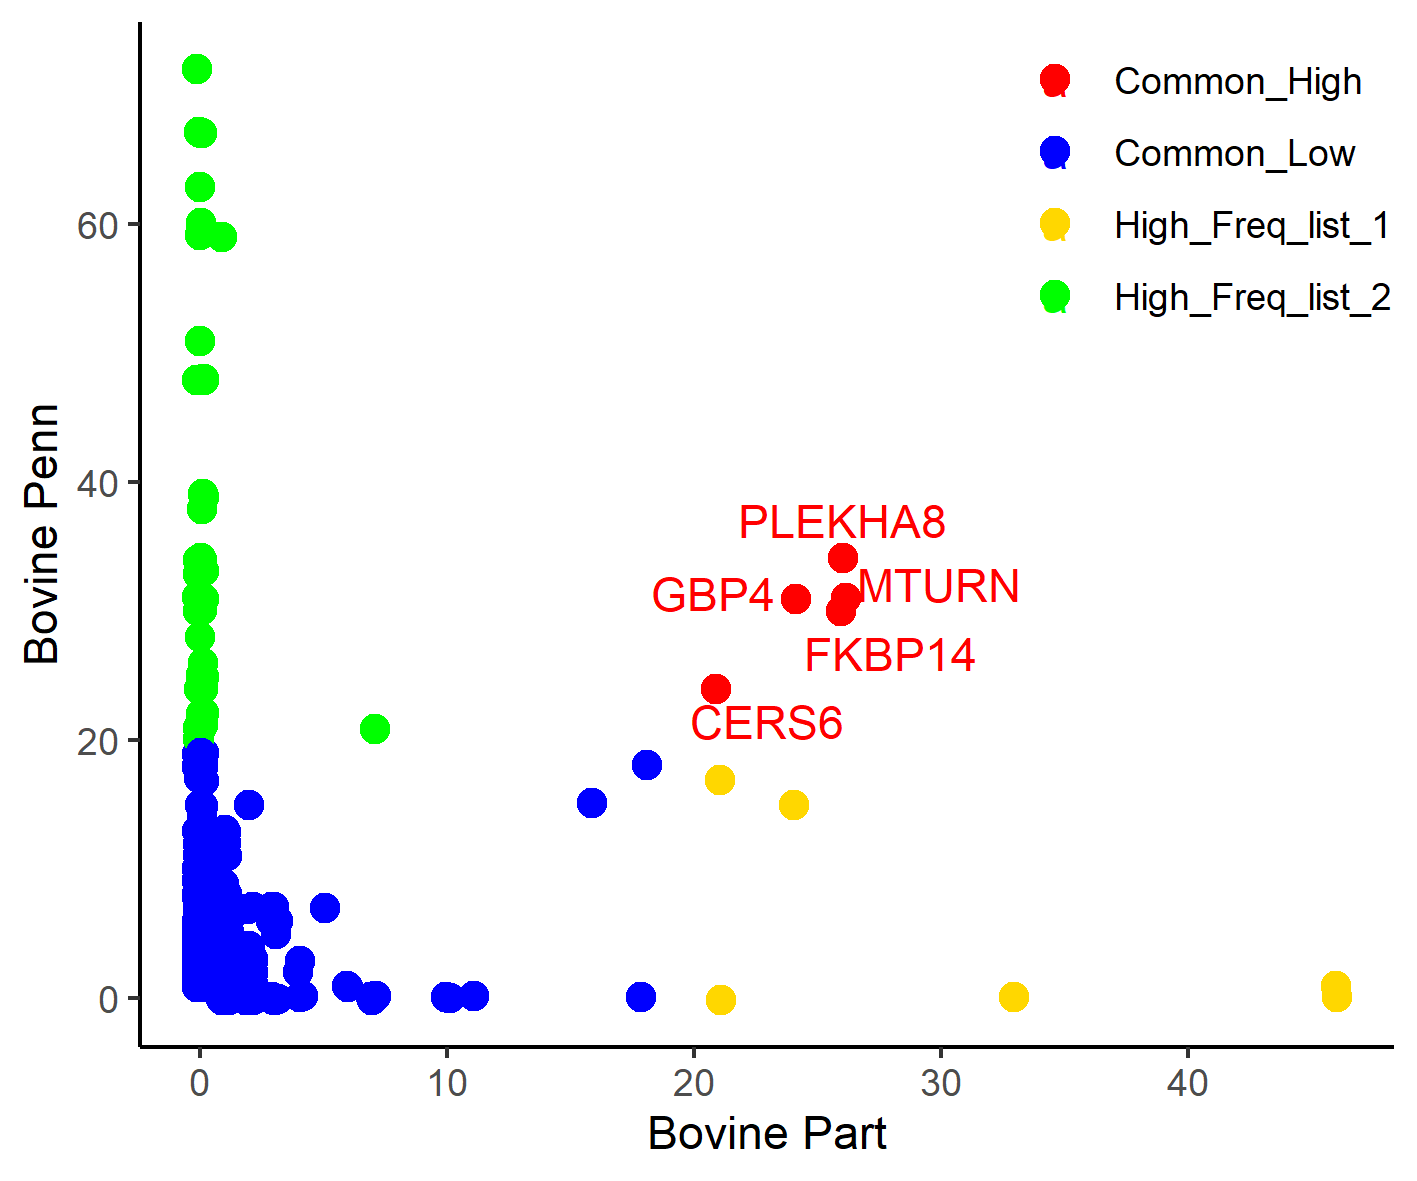 Common_High
Common_Low
High_Freq_list_1
High_Freq_list_2
60
40
20
0
Bovine Penn
PLEKHA8
MTURN
GBP4
FKBP14
CERS6
0
10
20
30
40
Bovine Part